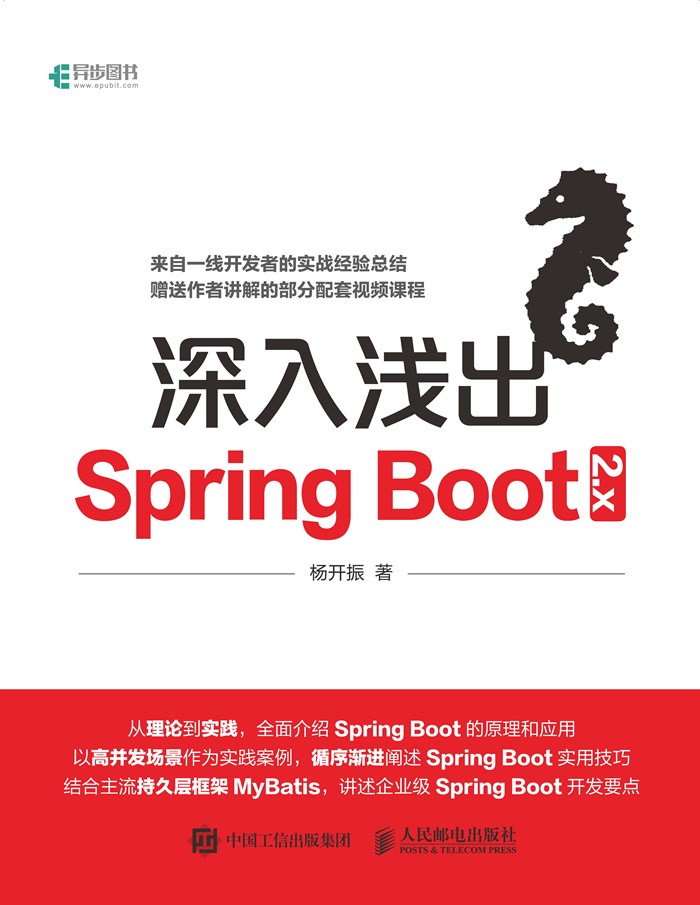 异步图书
www.epubit.com
来自一线开发者的实战经验总结
赠送作者讲解的部分配套视频课程
深入浅出
Spring Boot 2.x
杨开振 著
从理论到实践，全面介绍 Spring Boot 的原理和应用
以高并发场景作为实践案例，循序渐进阐述 Spring Boot 实用技巧
结合主流持久层框架 MyBatis，讲述企业级 Spring Boot 开发要点
中国工信出版集团 人民邮电出版社
POSTS & TELECOM PRESS